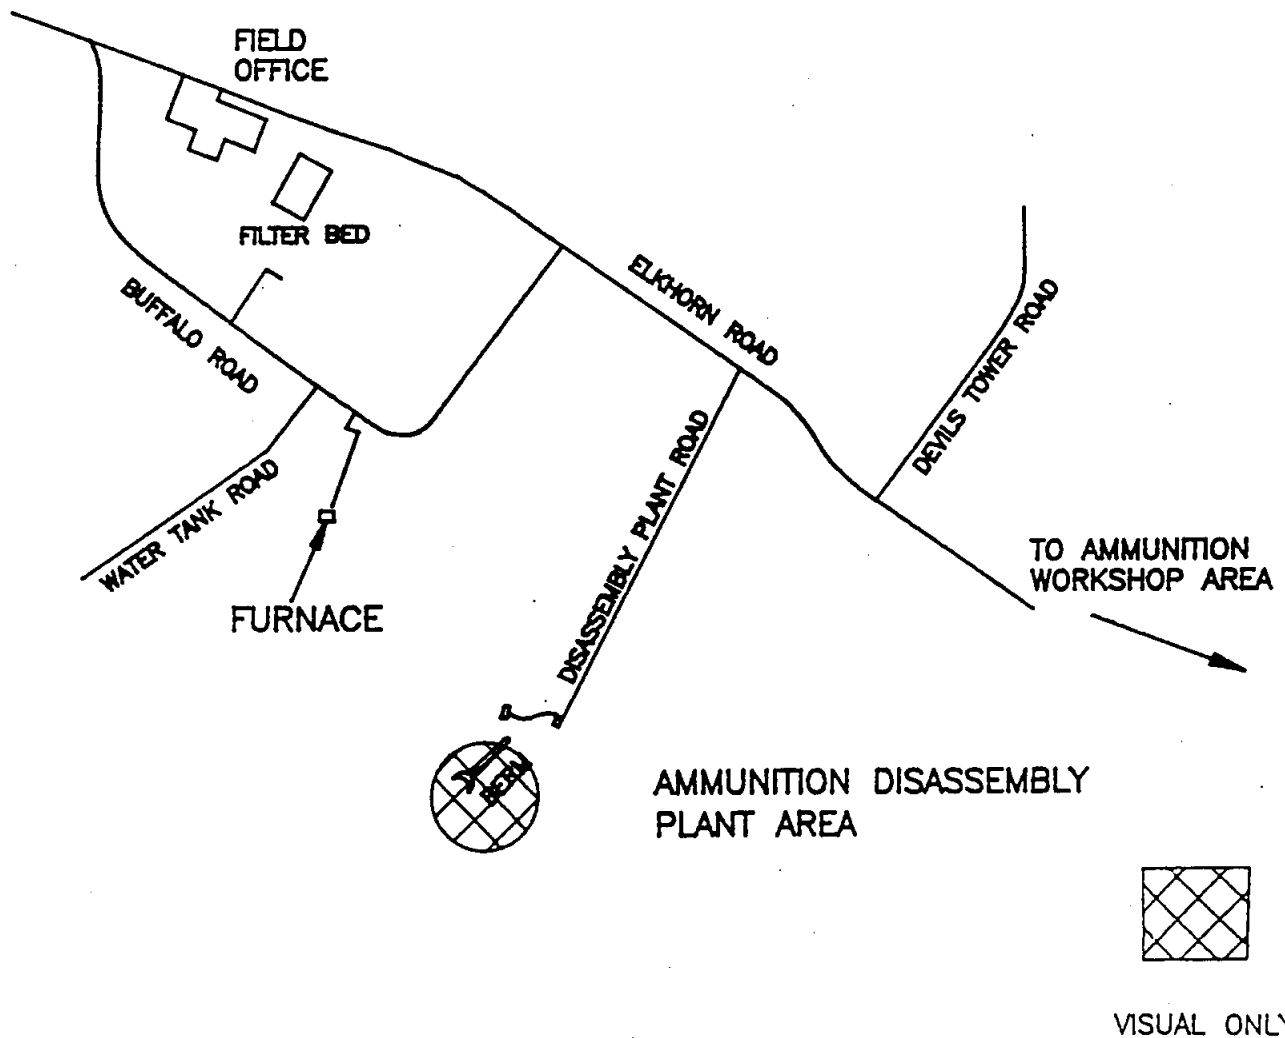 FIELD
OFFICE
FILTER BED
BUFFALO ROAD
ELKHORN ROAD
DEVILS TOWER ROAD
WATER TANK ROAD
DISASSEMBLY PLANT ROAD
FURNACE
TO AMMUNITION
WORKSHOP AREA
BERM
AMMUNITION DISASSEMBLY
PLANT AREA
VISUAL ONLY